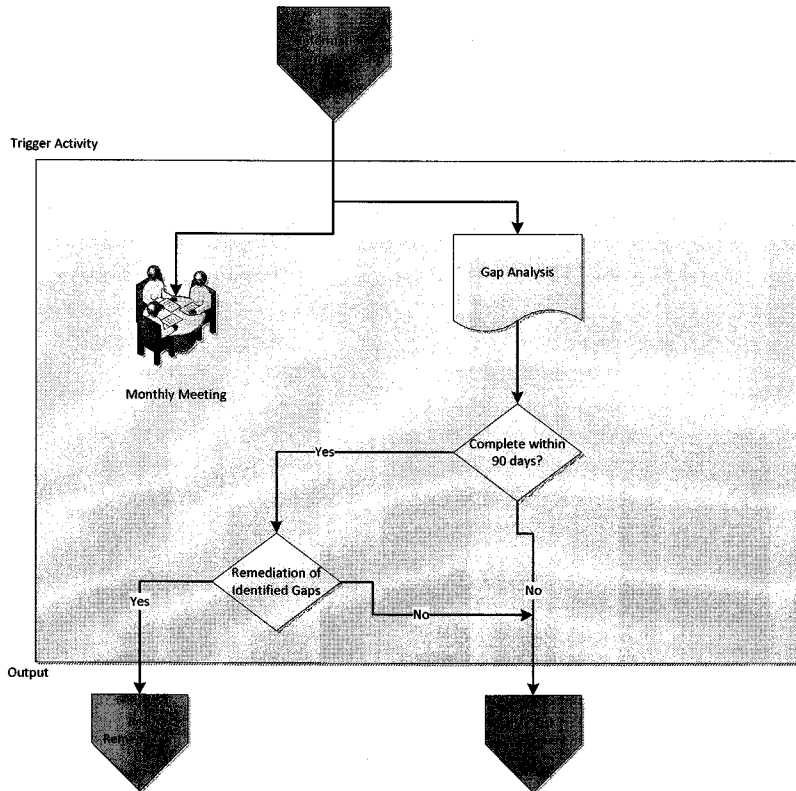 Trigger Activity
Gap Analysis
Monthly Meeting
Complete within
90 days?
Yes
Remediation of
Identified Gaps
Yes
No
No
Output